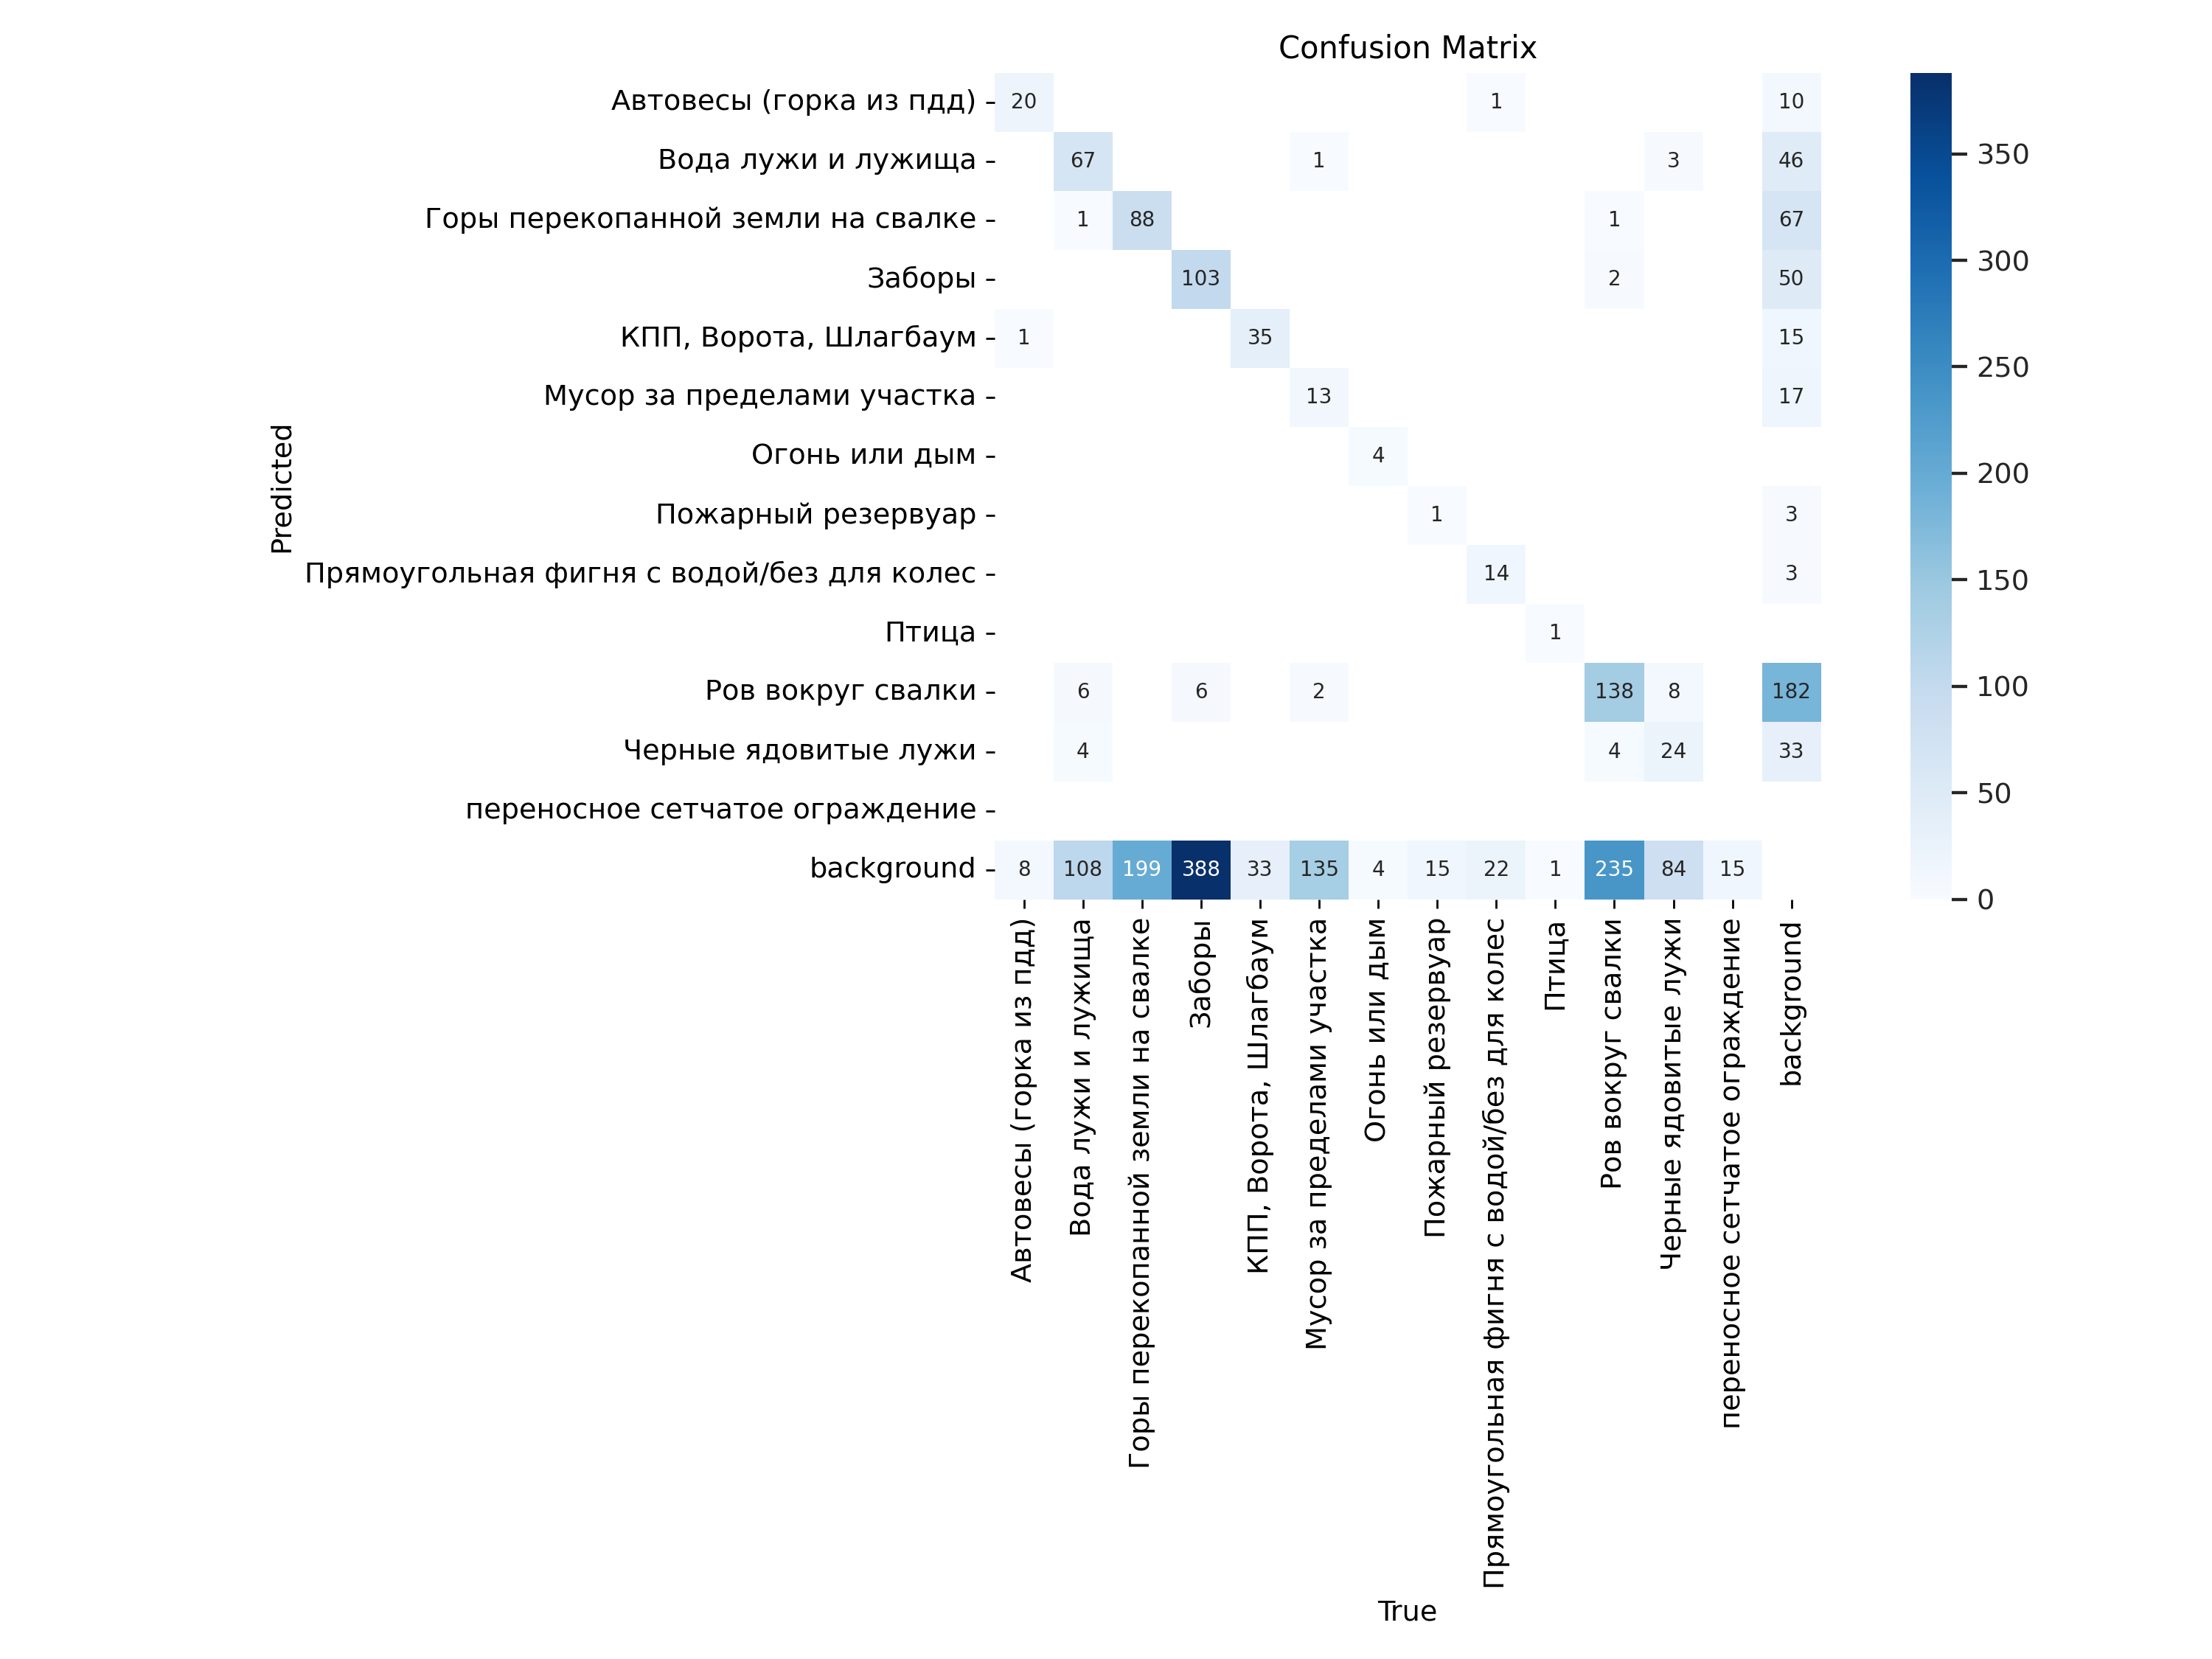 Confusion Matrix
Автовесы (горка из пдд) 20 1 10
Вода лужи и лужища 67 1 3 46
Горы перекопанной земли на свалке 1 88 1 67
Заборы 103 2 50
КПП, Ворота, Шлагбаум 1 35 15
Мусор за пределами участка 13 17
Огонь или дым 4
Пожарный резервуар 1 3
Прямоугольная фигня с водой/без для колес 14 3
Птица 1
Ров вокруг свалки 6 6 2 138 8 182
Черные ядовитые лужи 4 4 24 33
переносное сетчатое ограждение
background 8 108 199 388 33 135 4 15 22 1 235 84 15
Predicted
Автовесы (горка из пдд)
Вода лужи и лужища
Горы перекопанной земли на свалке
Заборы
КПП, Ворота, Шлагбаум
Мусор за пределами участка
Огонь или дым
Пожарный резервуар
Прямоугольная фигня с водой/без для колес
Птица
Ров вокруг свалки
Черные ядовитые лужи
переносное сетчатое ограждение
background
True
350
300
250
200
150
100
50
0